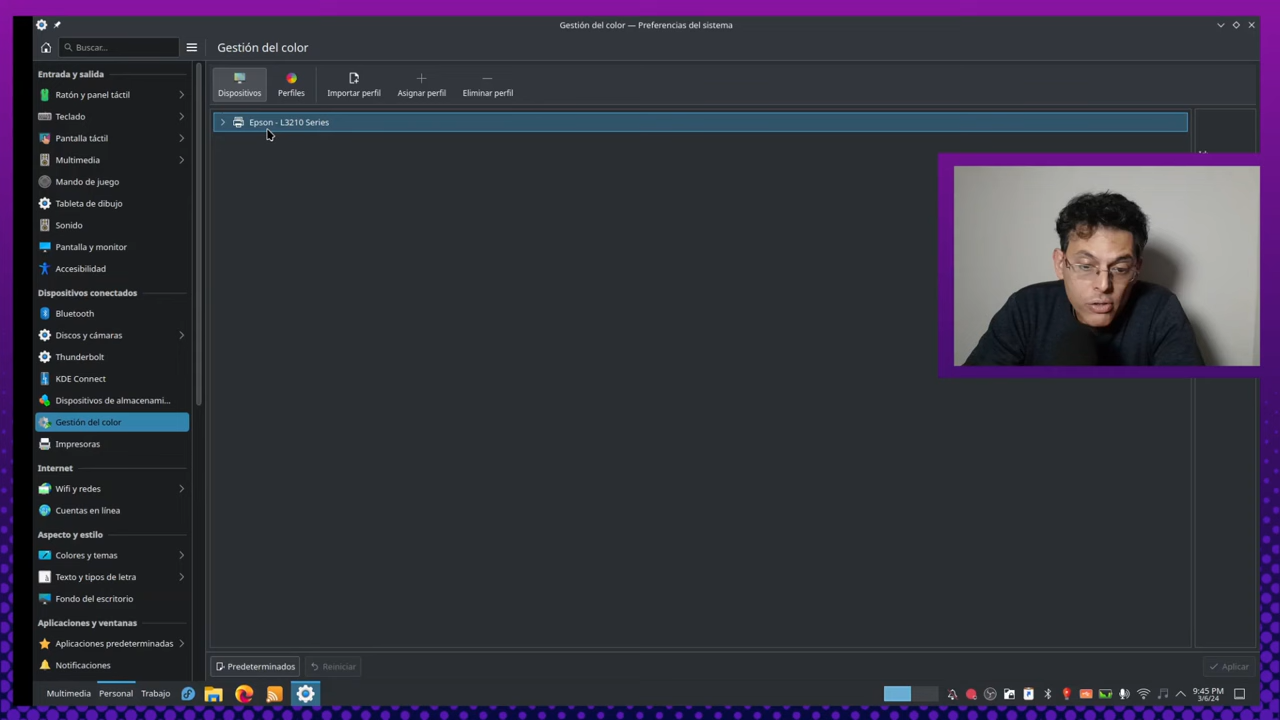 Gestión del color — Preferencias del sistema
Buscar...
Gestión del color
Entrada y salida
Ratón y panel táctil
Teclado
Pantalla táctil
Multimedia
Mando de juego
Tableta de dibujo
Sonido
Pantalla y monitor
Accesibilidad
Dispositivos conectados
Bluetooth
Discos y cámaras
Thunderbolt
KDE Connect
Dispositivos de almacenami...
Gestión del color
Impresoras
Internet
Wifi y redes
Cuentas en línea
Aspecto y estilo
Colores y temas
Texto y tipos de letra
Fondo del escritorio
Aplicaciones y ventanas
Aplicaciones predeterminadas
Notificaciones
Dispositivos
Perfiles
Importar perfil
Asignar perfil
Eliminar perfil
Epson - L3210 Series
Predeterminados
Reiniciar
Aplicar
Multimedia
Personal
Trabajo
9:45 PM
3/6/24